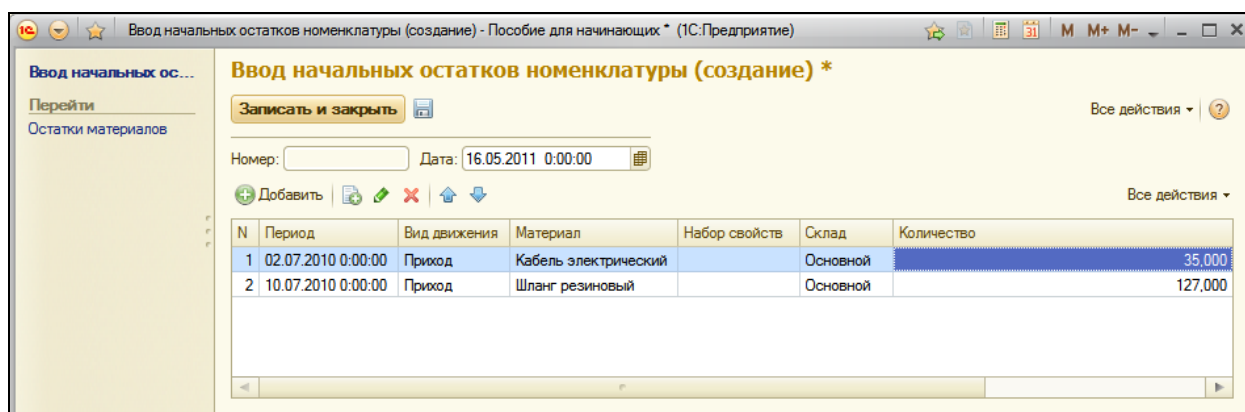 Ввод начальных остатков номенклатуры (создание) - Пособие для начинающих * (1С:Предприятие)
M M+ M-
Ввод начальных ос...
Перейти
Остатки материалов
Ввод начальных остатков номенклатуры (создание) *
Записать и закрыть
Все действия
Номер: Дата: 16.05.2011 0:00:00
Добавить Все действия
N Период Вид движения Материал Набор свойств Склад Количество
1 02.07.2010 0:00:00 Приход Кабель электрический Основной 35,000
2 10.07.2010 0:00:00 Приход Шланг резиновый Основной 127,000